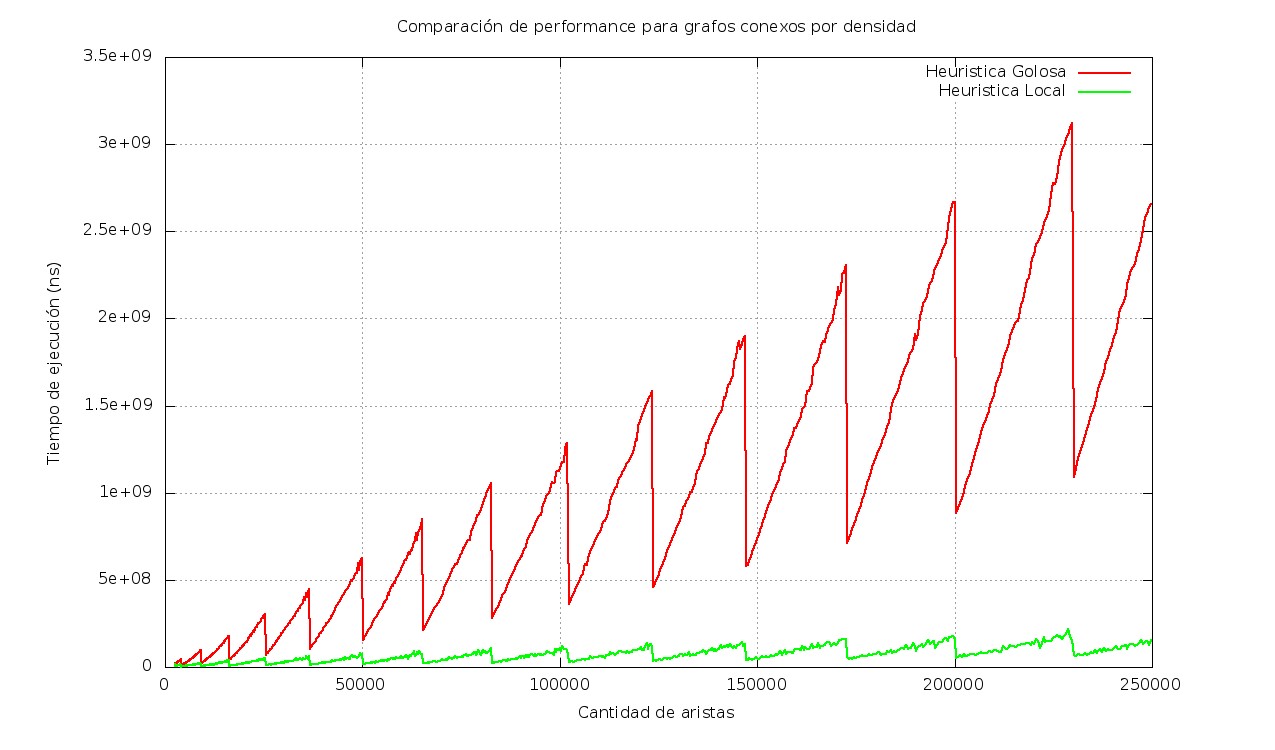 Comparación de performance para grafos conexos por densidad
3.5e+09
3e+09
2.5e+09
2e+09
1.5e+09
1e+09
5e+08
0
Tiempo de ejecución (ns)
Heuristica Golosa
Heuristica Local
0 50000 100000 150000 200000 250000
Cantidad de aristas